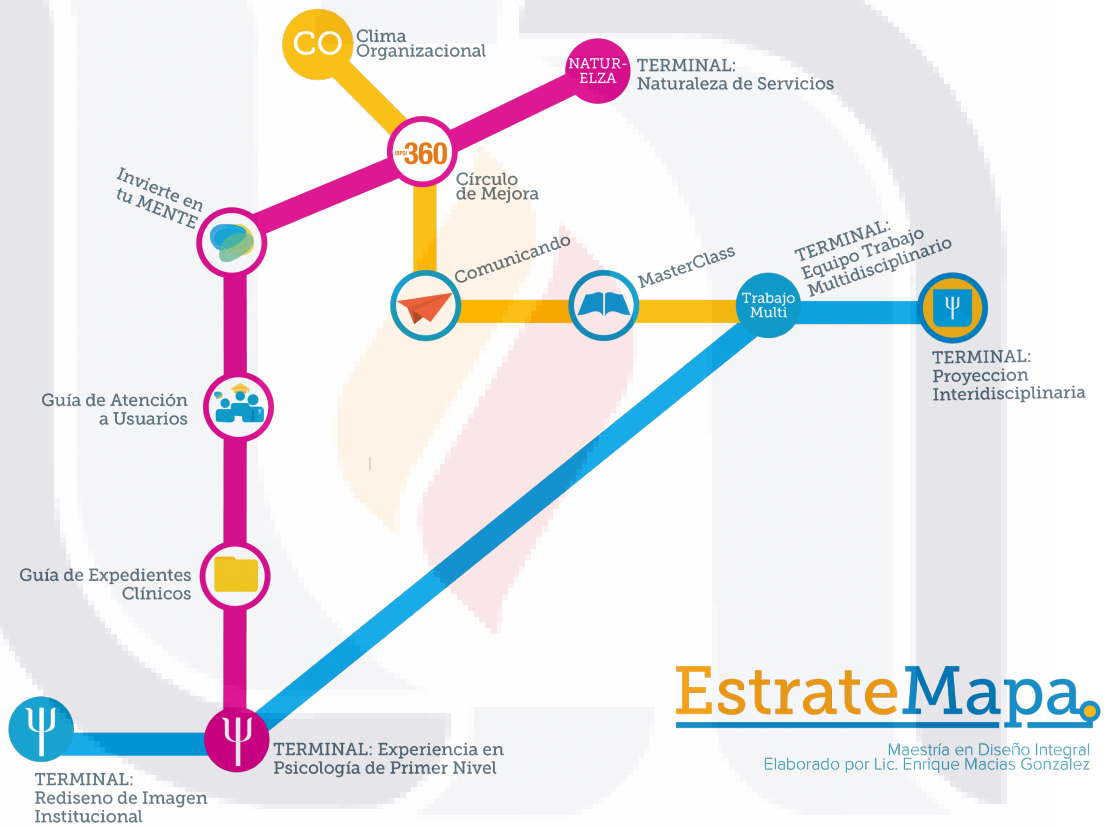 CO
Clima
Organizacional
NATUR-
ELZA
TERMINAL:
Naturaleza de Servicios
360
Círculo
de Mejora
Invierte en
tu MENTE
Comunicando
MasterClass
TERMINAL:
Equipo Trabajo
Multidisciplinario
Trabajo
Multi
Ψ
TERMINAL:
Proyeccion
Interidisciplinaria
Guía de Atención
a Usuarios
Guía de Expedientes
Clínicos
Ψ
Ψ
TERMINAL: Experiencia en
Psicología de Primer Nivel
TERMINAL:
Rediseno de Imagen
Institucional
EstrateMapa
Maestría en Diseño Integral
Elaborado por Lic. Enrique Macias González